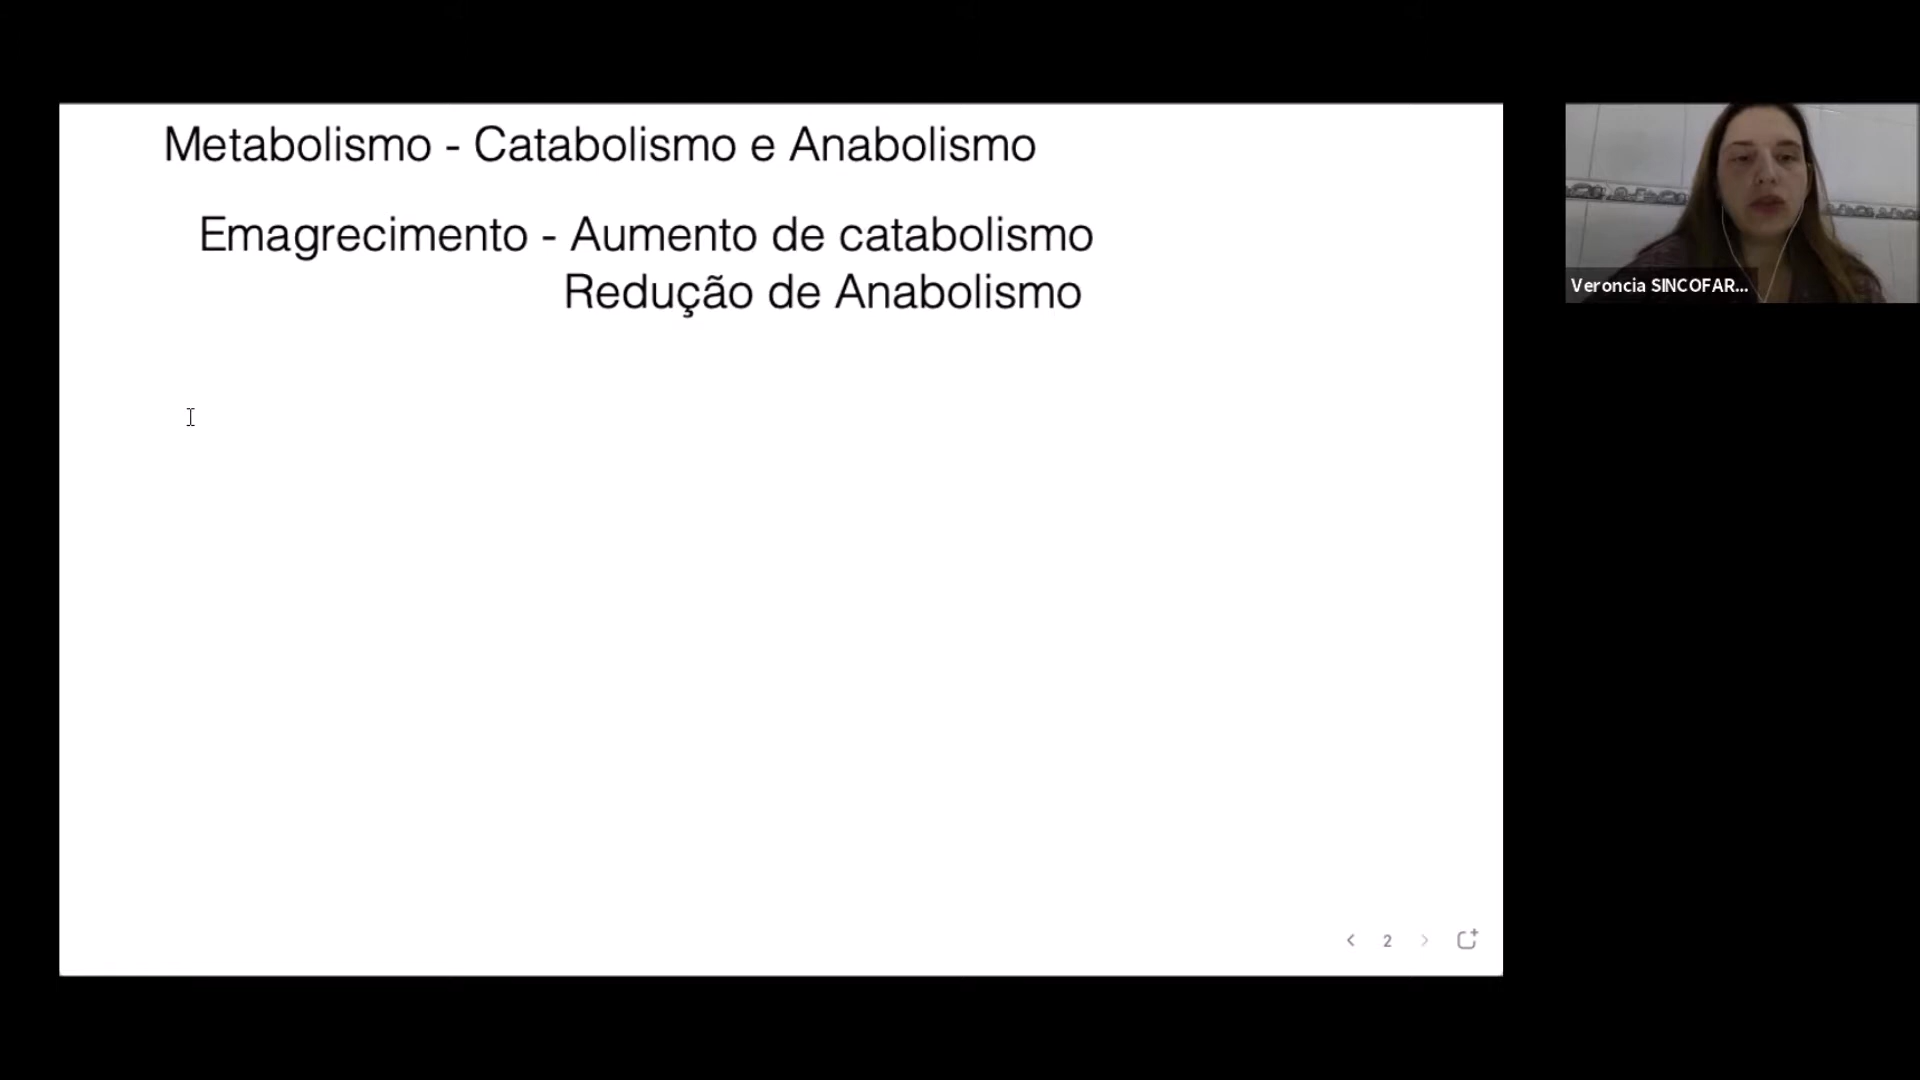 Metabolismo - Catabolismo e Anabolismo
Emagrecimento - Aumento de catabolismo
Redução de Anabolismo
Veroncia SINCOFAR...
2